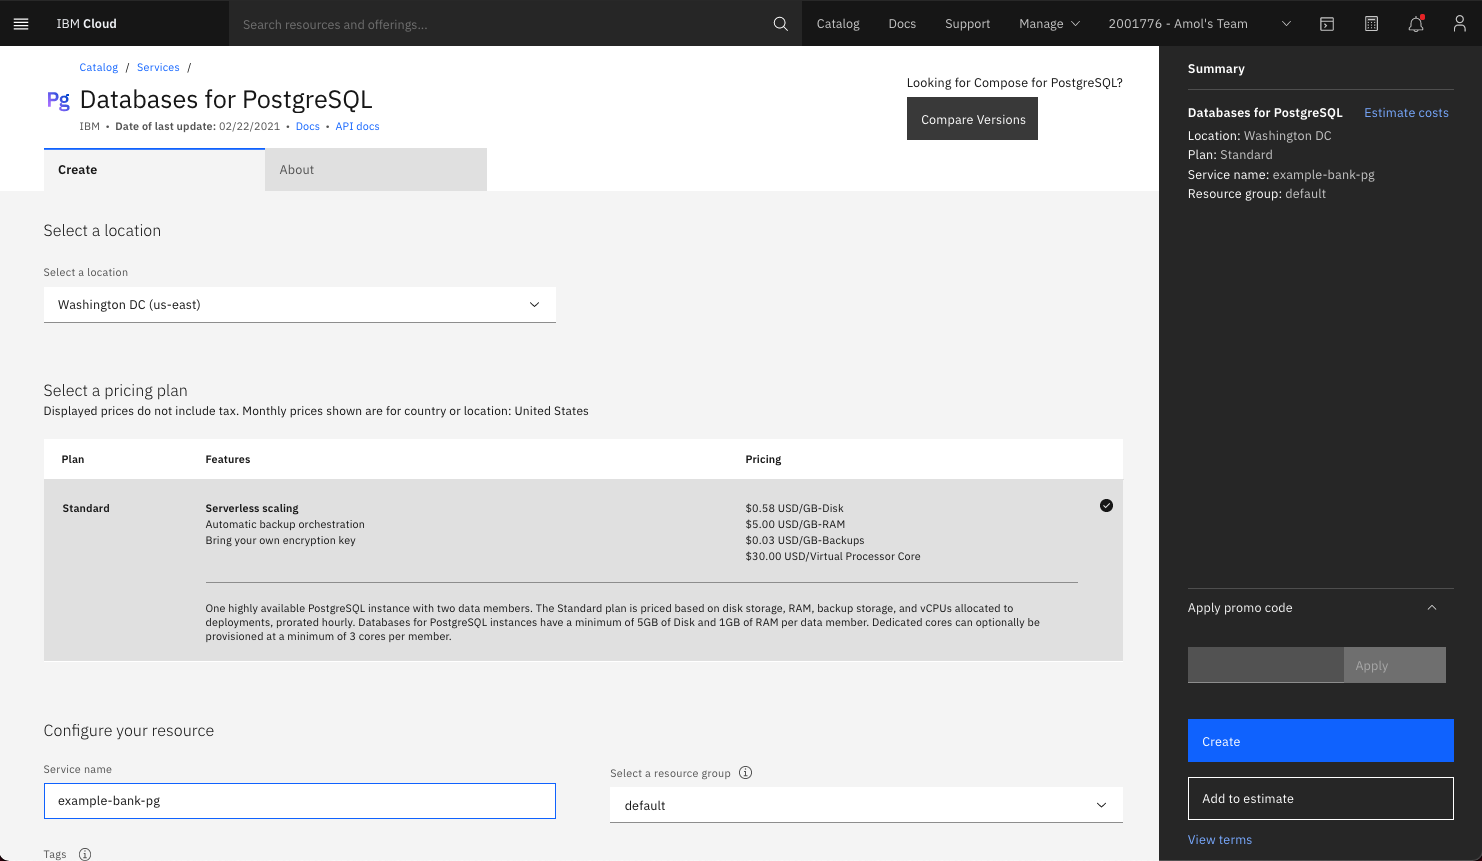 IBM Cloud
Search resources and offerings...
Catalog
Docs
Support
Manage
2001776 - Amol's Team
Catalog / Services /
Pg Databases for PostgreSQL
IBM • Date of last update: 02/22/2021 • Docs • API docs
Looking for Compose for PostgreSQL?
Compare Versions
Create
About
Select a location
Select a location
Washington DC (us-east)
Select a pricing plan
Displayed prices do not include tax. Monthly prices shown are for country or location: United States
Plan
Features
Pricing
Standard
Serverless scaling
Automatic backup orchestration
Bring your own encryption key
$0.58 USD/GB-Disk
$5.00 USD/GB-RAM
$0.03 USD/GB-Backups
$30.00 USD/Virtual Processor Core
One highly available PostgreSQL instance with two data members. The Standard plan is priced based on disk storage, RAM, backup storage, and vCPUs allocated to
deployments, prorated hourly. Databases for PostgreSQL instances have a minimum of 5GB of Disk and 1GB of RAM per data member. Dedicated cores can optionally be
provisioned at a minimum of 3 cores per member.
Configure your resource
Service name
example-bank-pg
Select a resource group
default
Tags
Summary
Databases for PostgreSQL
Estimate costs
Location: Washington DC
Plan: Standard
Service name: example-bank-pg
Resource group: default
Apply promo code
Apply
Create
Add to estimate
View terms